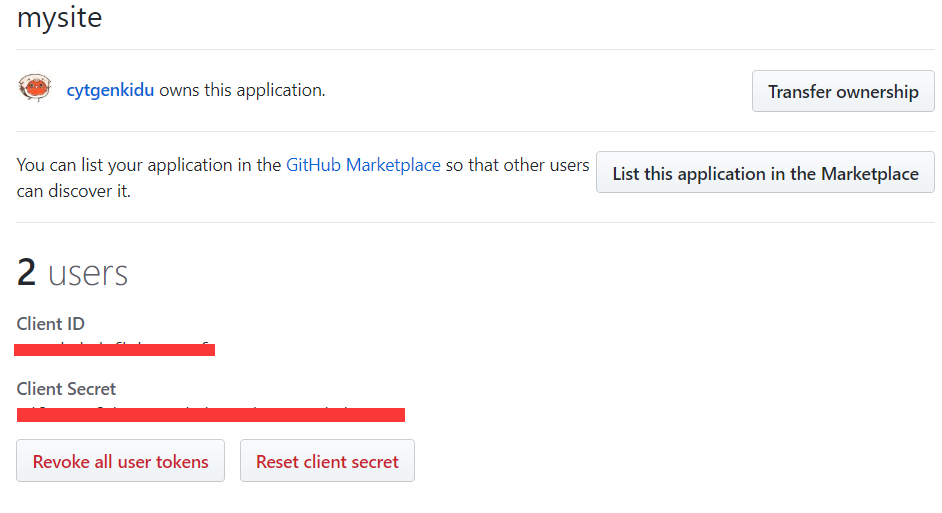 mysite
cytgenkidu owns this application.
Transfer ownership
You can list your application in the GitHub Marketplace so that other users
can discover it.
List this application in the Marketplace
2 users
Client ID
Client Secret
Revoke all user tokens
Reset client secret